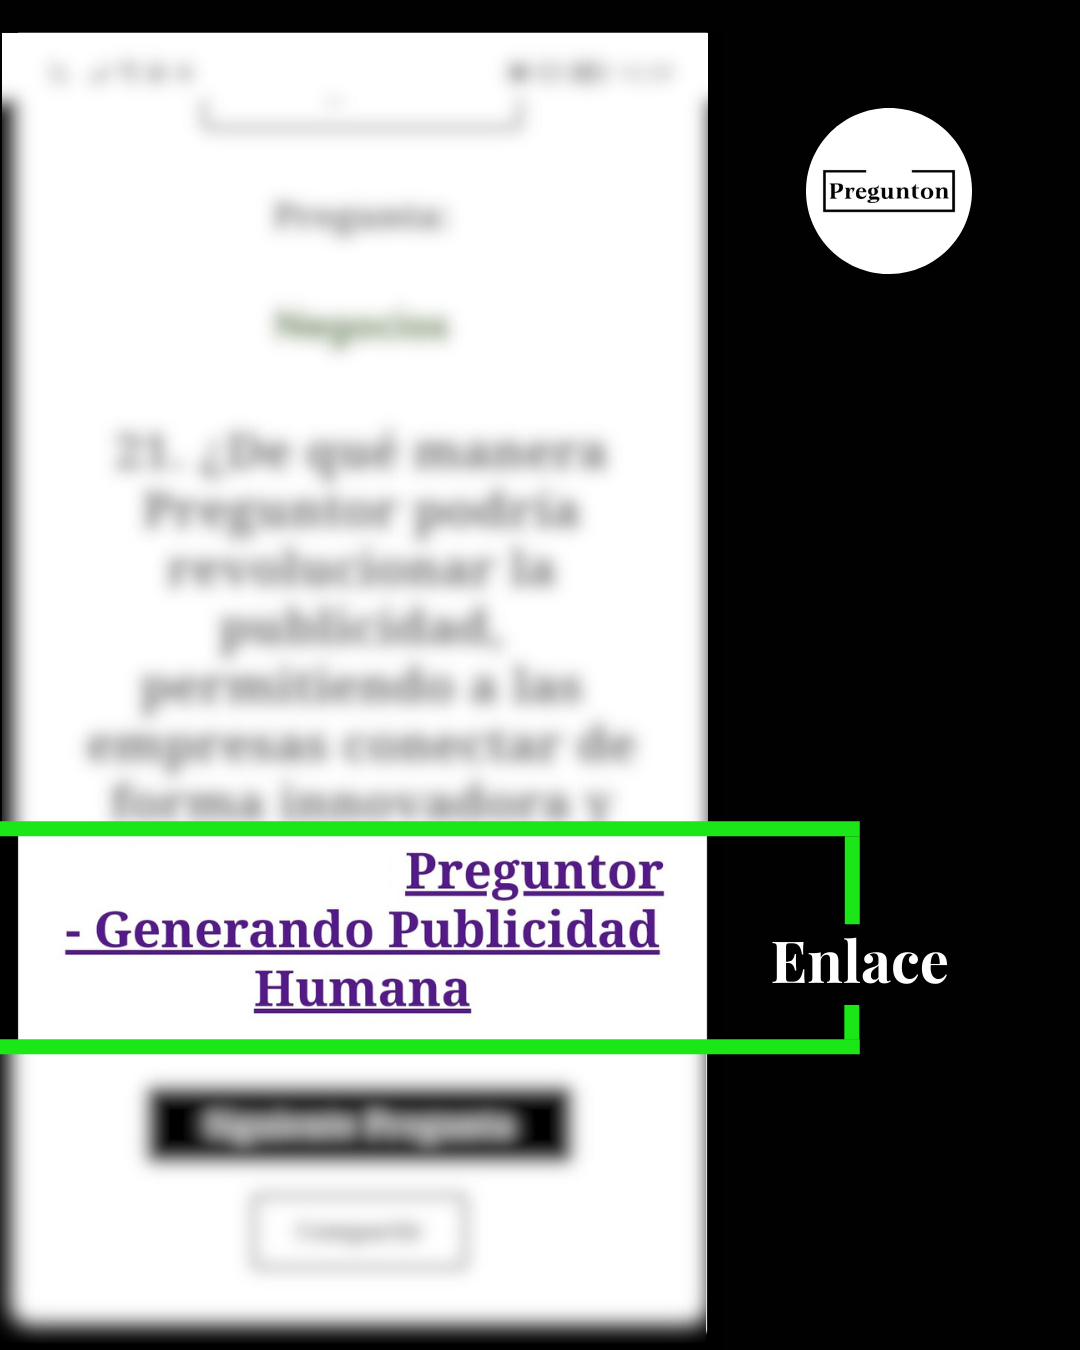 Pregunton
Pregunta:
Negocios
21. ¿De qué manera
Preguntor podría
revolucionar la
publicidad,
permitiendo a las
empresas conectar de
forma innovadora y
Preguntor
- Generando Publicidad
Humana
Enlace
Siguiente Pregunta
Compartir